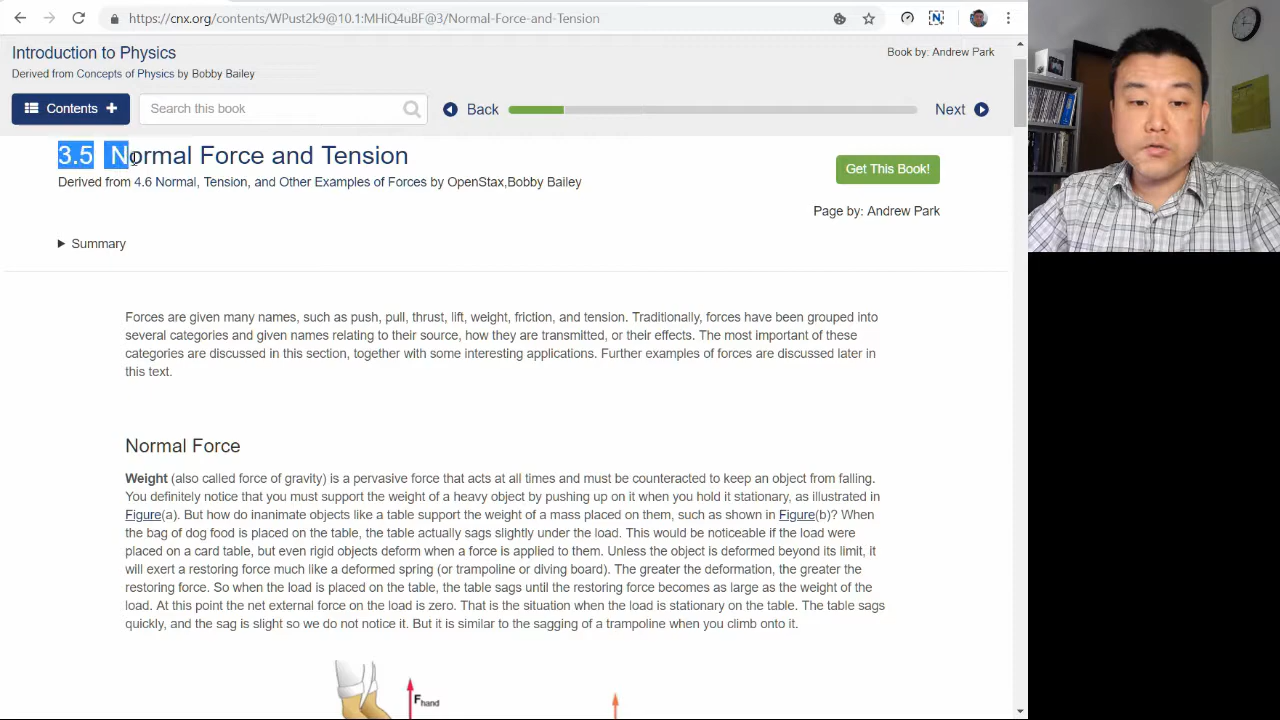 https://cnx.org/contents/WPust2k9@10.1:MHiQ4uBF@3/Normal-Force-and-Tension
Introduction to Physics
Book by: Andrew Park
Derived from Concepts of Physics by Bobby Bailey
Contents +
Search this book
Back
Next
3.5 Normal Force and Tension
Get This Book!
Derived from 4.6 Normal, Tension, and Other Examples of Forces by OpenStax,Bobby Bailey
Page by: Andrew Park
Summary
Forces are given many names, such as push, pull, thrust, lift, weight, friction, and tension. Traditionally, forces have been grouped into
several categories and given names relating to their source, how they are transmitted, or their effects. The most important of these
categories are discussed in this section, together with some interesting applications. Further examples of forces are discussed later in
this text.
Normal Force
Weight (also called force of gravity) is a pervasive force that acts at all times and must be counteracted to keep an object from falling.
You definitely notice that you must support the weight of a heavy object by pushing up on it when you hold it stationary, as illustrated in
Figure(a). But how do inanimate objects like a table support the weight of a mass placed on them, such as shown in Figure(b)? When
the bag of dog food is placed on the table, the table actually sags slightly under the load. This would be noticeable if the load were
placed on a card table, but even rigid objects deform when a force is applied to them. Unless the object is deformed beyond its limit, it
will exert a restoring force much like a deformed spring (or trampoline or diving board). The greater the deformation, the greater the
restoring force. So when the load is placed on the table, the table sags until the restoring force becomes as large as the weight of the
load. At this point the net external force on the load is zero. That is the situation when the load is stationary on the table. The table sags
quickly, and the sag is slight so we do not notice it. But it is similar to the sagging of a trampoline when you climb onto it.
Fhand